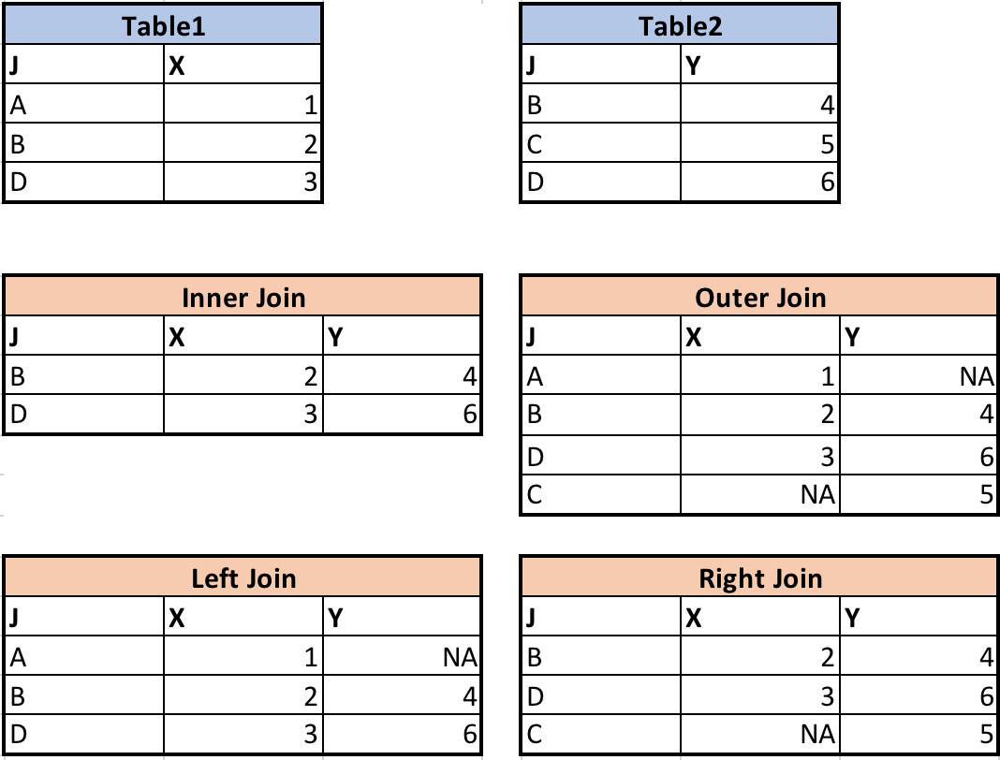 Table1
J X
A 1
B 2
D 3
Table2
J Y
B 4
C 5
D 6
Inner Join
J X Y
B 2 4
D 3 6
Outer Join
J X Y
A 1 NA
B 2 4
D 3 6
C NA 5
Left Join
J X Y
A 1 NA
B 2 4
D 3 6
Right Join
J X Y
B 2 4
D 3 6
C NA 5